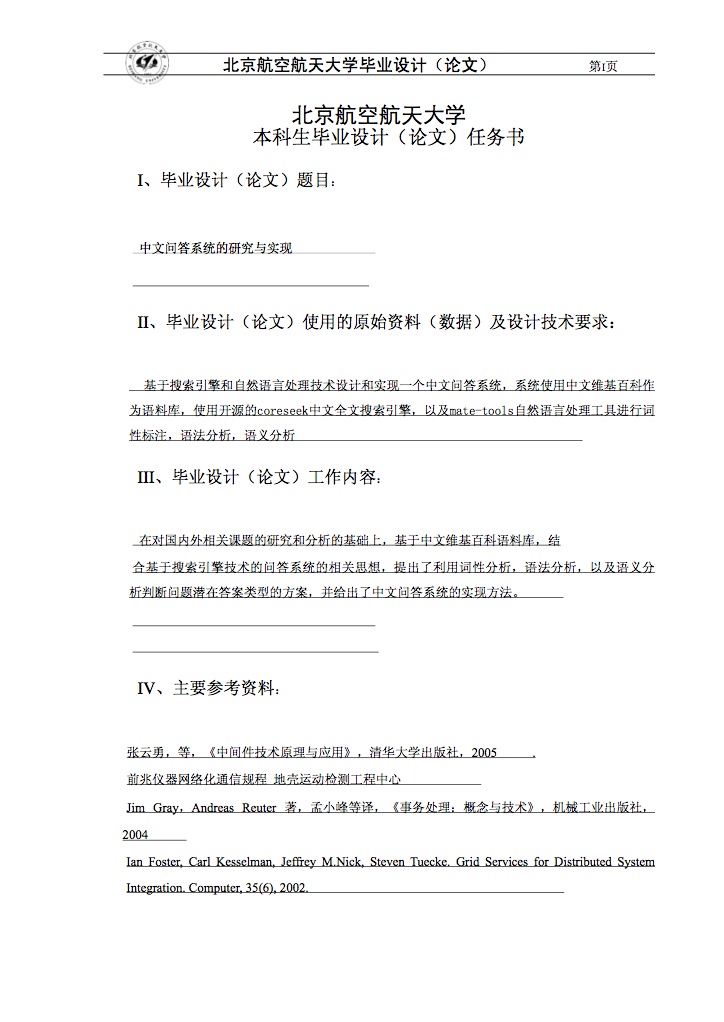 北京航空航天大学毕业设计（论文） 第I页
北京航空航天大学
本科生毕业设计（论文）任务书
I、毕业设计（论文）题目：
中文问答系统的研究与实现
II、毕业设计（论文）使用的原始资料（数据）及设计技术要求：
基于搜索引擎和自然语言处理技术设计和实现一个中文问答系统，系统使用中文维基百科作
为语料库，使用开源的coreseek中文全文搜索引擎，以及mate-tools自然语言处理工具进行词
性标注，语法分析，语义分析
III、毕业设计（论文）工作内容：
在对国内外相关课题的研究和分析的基础上，基于中文维基百科语料库，结
合基于搜索引擎技术的问答系统的相关思想，提出了利用词性分析，语法分析，以及语义分
析判断问题潜在答案类型的方案，并给出了中文问答系统的实现方法。
IV、主要参考资料：
张云勇，等，《中间件技术原理与应用》，清华大学出版社，2005 .
前兆仪器网络化通信规程 地壳运动检测工程中心
Jim Gray，Andreas Reuter 著，孟小峰等译，《事务处理：概念与技术》，机械工业出版社，
2004
Ian Foster, Carl Kesselman, Jeffrey M.Nick, Steven Tuecke. Grid Services for Distributed System
Integration. Computer, 35(6), 2002.